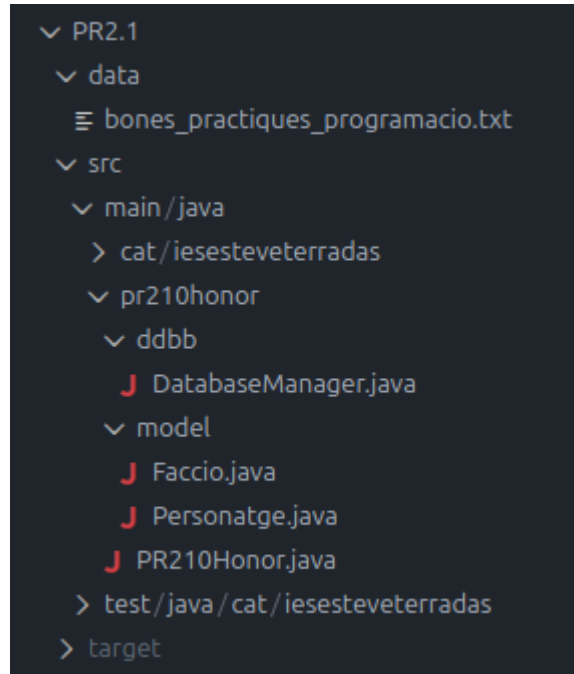 PR2.1
data
bones_practiques_programacio.txt
src
main/java
cat/iesesteveterradas
pr210honor
ddbb
J DatabaseManager.java
model
J Faccio.java
J Personatge.java
J PR210Honor.java
test/java/cat/iesesteveterradas
target